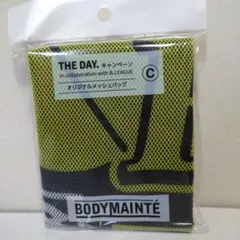 THE DAY. キャンペーン
in collaboration with B.LEAGUE
オリジナルメッシュバッグ
C
BODYMAINTÉ